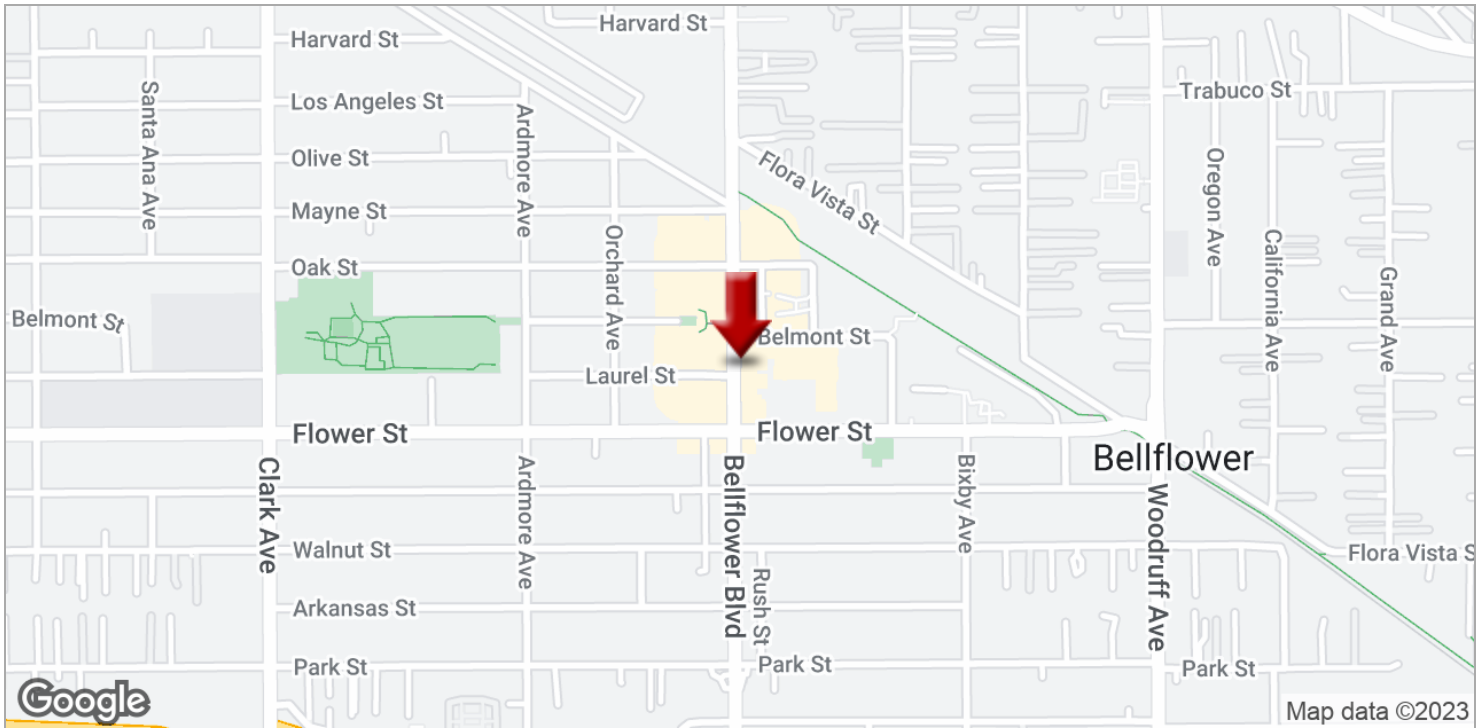 Harvard St
Harvard St
Santa Ana Ave
Los Angeles St
Ardmore Ave
Trabuco St
Olive St
Flora Vista St
Oregon Ave
Mayne St
Orchard Ave
California Ave
Grand Ave
Oak St
Belmont St
Belmont St
Laurel St
Flower St
Flower St
Bellflower
Clark Ave
Ardmore Ave
Bellflower Blvd
Bixby Ave
Woodruff Ave
Walnut St
Flora Vista S
Rush St
Arkansas St
Park St
Park St
Park St
Google
Map data ©2023